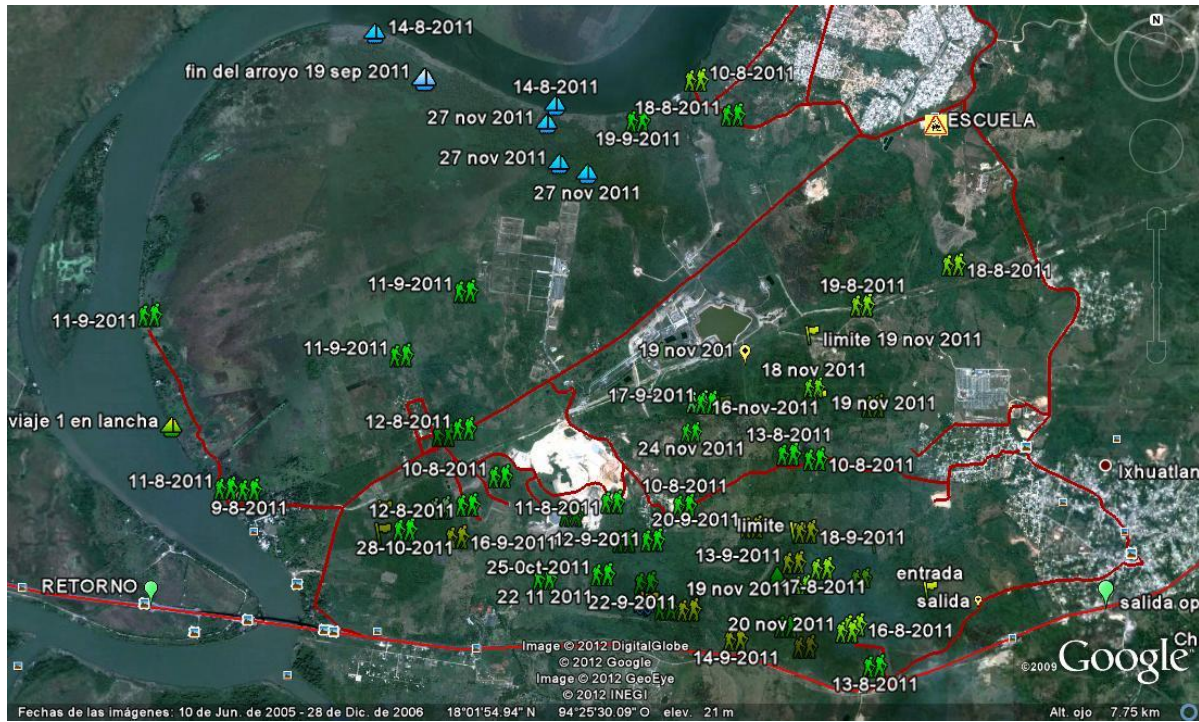 N
14-8-2011
fin del arroyo 19 sep 2011
10-8-2011
14-8-2011
18-8-2011
27 nov 2011
19-9-2011
ESCUELA
27 nov 2011
27 nov 2011
18-8-2011
11-9-2011
19-8-2011
11-9-2011
limite 19 nov 2011
11-9-2011
19 nov 201
18 nov 2011
17-9-2011
16-nov-2011
19 nov 2011
viaje 1 en lancha
12-8-2011
24 nov 2011
13-8-2011
10-8-2011
10-8-2011
Ixhuatlan
11-8-2011
10-8-2011
9-8-2011
12-8-2011
11-8-2011
20-9-2011
limite
28-10-2011
16-9-2011
12-9-2011
18-9-2011
13-9-2011
25-Oct-2011
entrada
RETORNO
19 nov 2011
17-8-2011
22 11 2011
22-9-2011
salida
salida op
20 nov 2011
16-8-2011
Ch
14-9-2011
13-8-2011
Image © 2012 DigitalGlobe
© 2012 Google
Image © 2012 GeoEye
© 2012 INEGI
©2009 Google
Fechas de las imágenes: 10 de Jun. de 2005 - 28 de Dic. de 2006 18°01'54.94" N 94°25'30.09" O elev. 21 m Alt. ojo 7.75 km